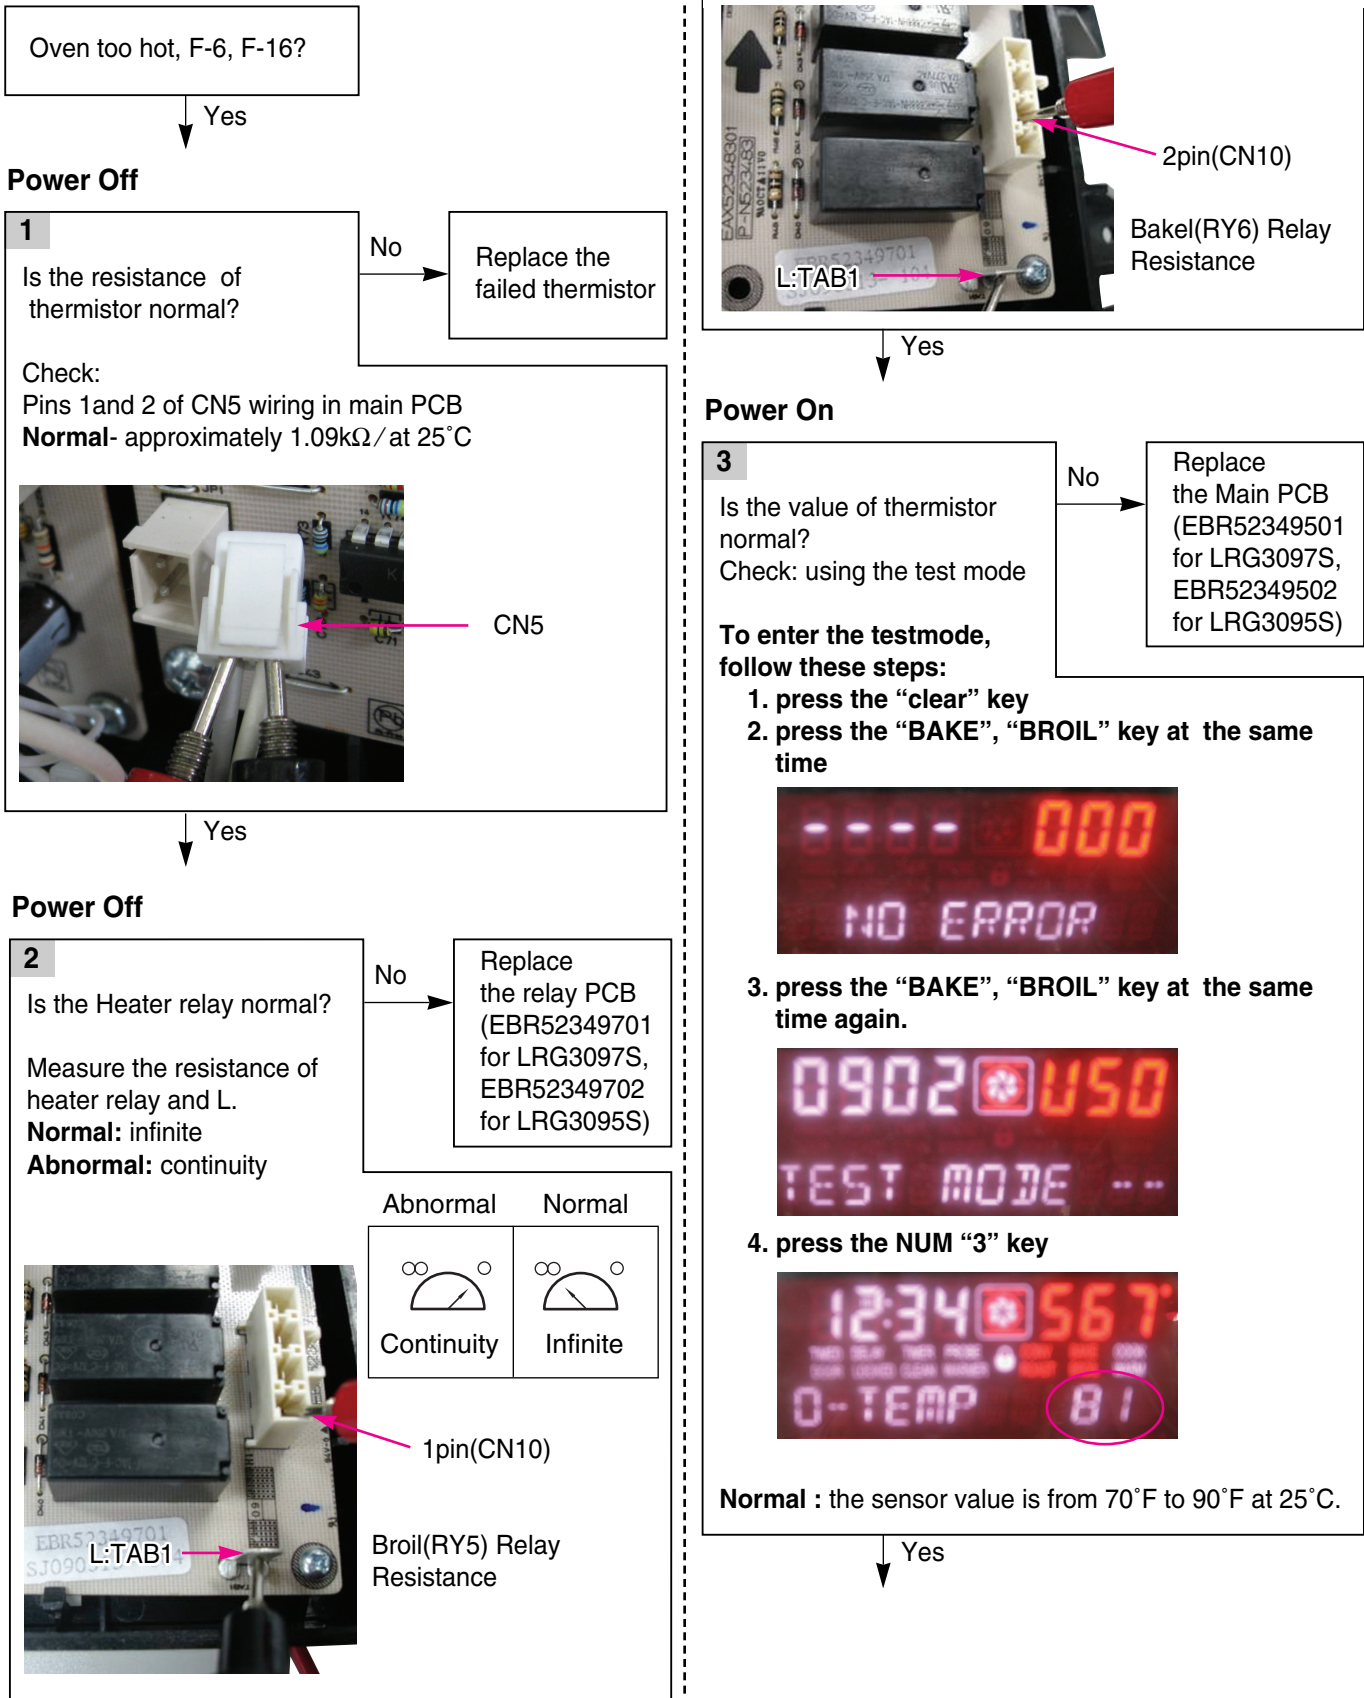 Oven too hot, F-6, F-16?
Yes
Power Off
1
Is the resistance of
thermistor normal?
No
Replace the
failed thermistor
Check:
Pins 1and 2 of CN5 wiring in main PCB
Normal- approximately 1.09kΩ/at 25˚C
JP1
CN5
Yes
Power Off
2
Is the Heater relay normal?
No
Replace
the relay PCB
(EBR52349701
for LRG3097S,
EBR52349702
for LRG3095S)
Measure the resistance of
heater relay and L.
Normal: infinite
Abnormal: continuity
Abnormal Normal
Continuity Infinite
1pin(CN10)
EBR52349701
L:TAB1
Broil(RY5) Relay
Resistance
2pin(CN10)
EAX52348301
P-N523483
Bakel(RY6) Relay
Resistance
EBR52349701
L:TAB1
Yes
Power On
3
Is the value of thermistor
normal?
Check: using the test mode
No
Replace
the Main PCB
(EBR52349501
for LRG3097S,
EBR52349502
for LRG3095S)
To enter the testmode,
follow these steps:
1. press the “clear” key
2. press the “BAKE”, “BROIL” key at the same
time
---- 000
NO ERROR
3. press the “BAKE”, “BROIL” key at the same
time again.
0902 US0
TEST MODE --
4. press the NUM “3” key
12:34 567°
O-TEMP 81
Normal : the sensor value is from 70˚F to 90˚F at 25˚C.
Yes